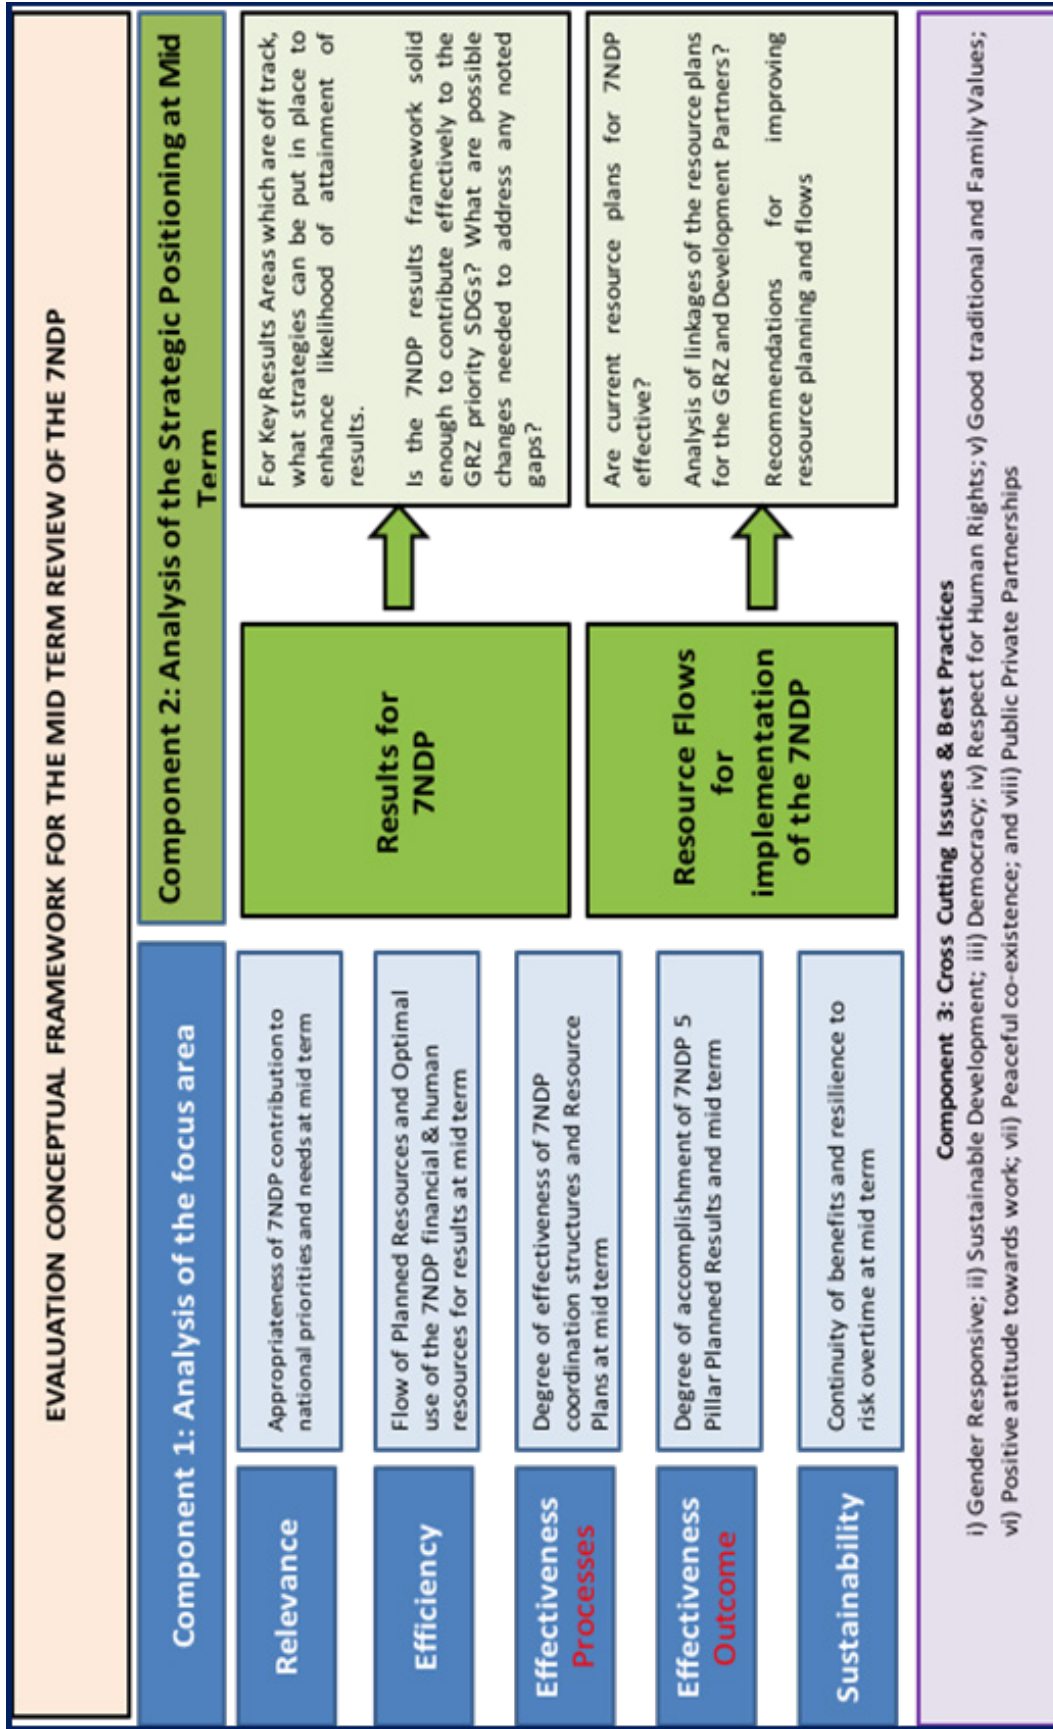 EVALUATION CONCEPTUAL FRAMEWORK FOR THE MID TERM REVIEW OF THE 7NDP
Component 1: Analysis of the focus area
Relevance
Appropriateness of 7NDP contribution to
national priorities and needs at mid term
Efficiency
Flow of Planned Resources and Optimal
use of the 7NDP financial & human
resources for results at mid term
Effectiveness
Processes
Degree of effectiveness of 7NDP
coordination structures and Resource
Plans at mid term
Effectiveness
Outcome
Degree of accomplishment of 7NDP 5
Pillar Planned Results and mid term
Sustainability
Continuity of benefits and resilience to
risk overtime at mid term
Component 2: Analysis of the Strategic Positioning at Mid
Term
Results for
7NDP
For Key Results Areas which are off track,
what strategies can be put in place to
enhance likelihood of attainment of
results.
Is the 7NDP results framework solid
enough to contribute effectively to the
GRZ priority SDGs? What are possible
changes needed to address any noted
gaps?
Resource Flows
for
implementation
of the 7NDP
Are current resource plans for 7NDP
effective?
Analysis of linkages of the resource plans
for the GRZ and Development Partners?
Recommendations for improving
resource planning and flows
Component 3: Cross Cutting Issues & Best Practices
i) Gender Responsive; ii) Sustainable Development; iii) Democracy; iv) Respect for Human Rights; v) Good traditional and Family Values;
vi) Positive attitude towards work; vii) Peaceful co-existence; and viii) Public Private Partnerships